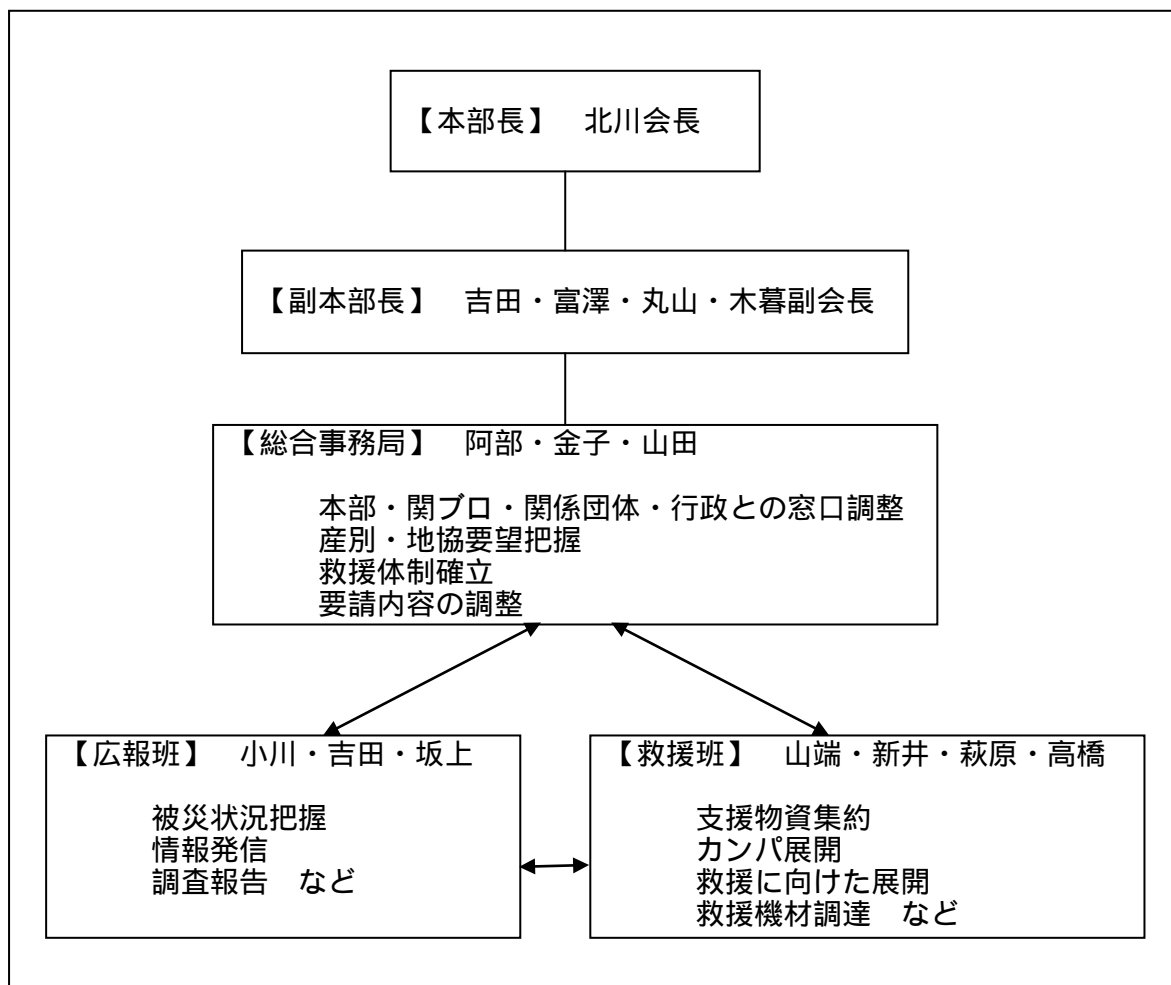 【本部長】　北川会長
【副本部長】　吉田・富澤・丸山・木暮副会長
【総合事務局】　阿部・金子・山田
本部・関ブロ・関係団体・行政との窓口調整
産別・地協要望把握
救援体制確立
要請内容の調整
【広報班】　小川・吉田・坂上
被災状況把握
情報発信
調査報告　など
【救援班】　山端・新井・萩原・高橋
支援物資集約
カンパ展開
救援に向けた展開
救援機材調達　など